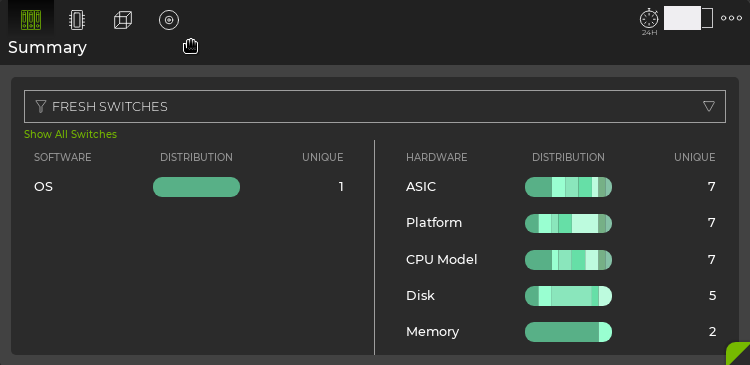 24H
Summary
FRESH SWITCHES
Show All Switches
SOFTWARE DISTRIBUTION UNIQUE
OS 1
HARDWARE DISTRIBUTION UNIQUE
ASIC 7
Platform 7
CPU Model 7
Disk 5
Memory 2